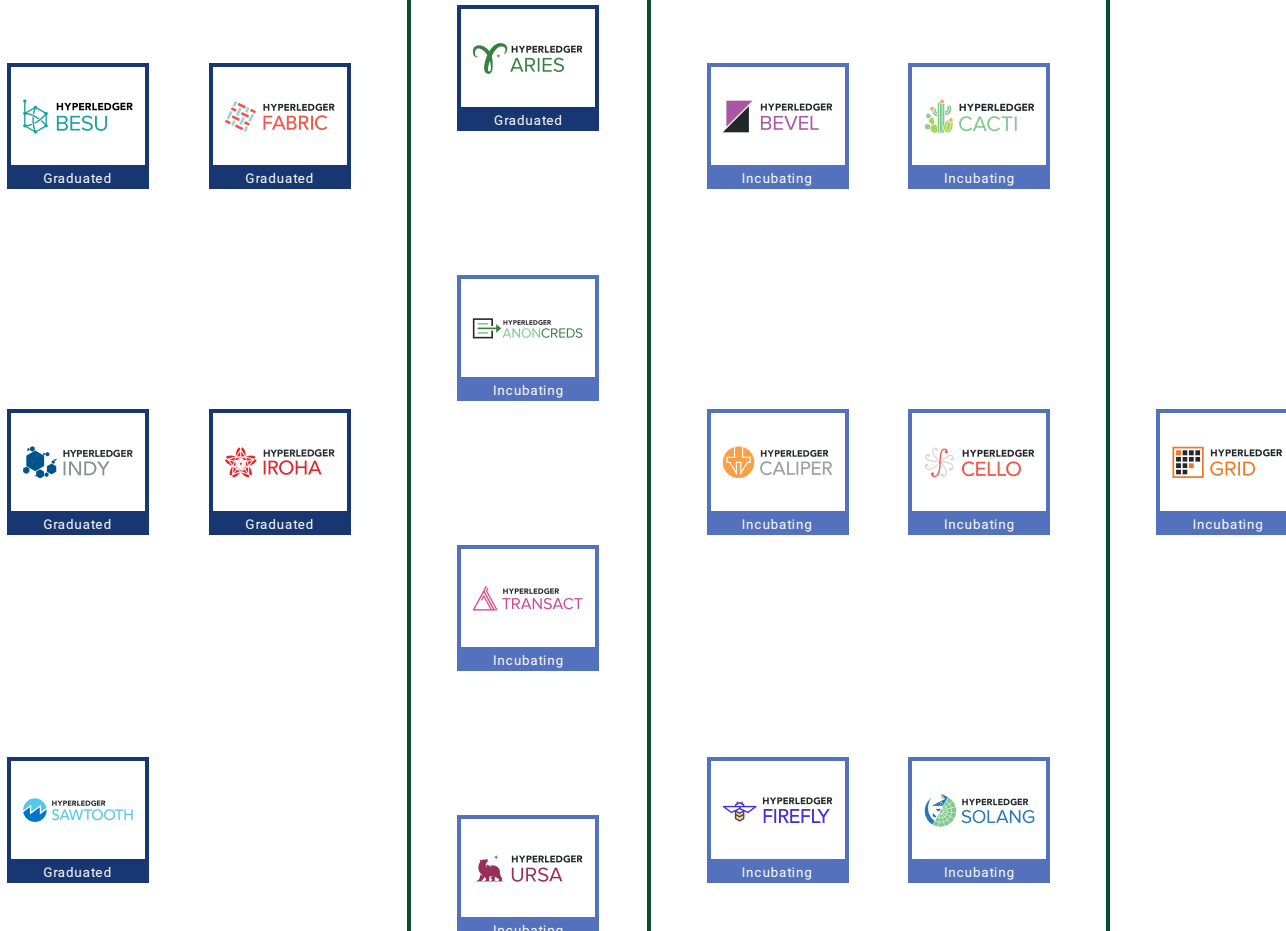 HYPERLEDGER
BESU
Graduated
HYPERLEDGER
FABRIC
Graduated
HYPERLEDGER
INDY
Graduated
HYPERLEDGER
IROHA
Graduated
HYPERLEDGER
SAWTOOTH
Graduated
HYPERLEDGER
ARIES
Graduated
HYPERLEDGER
ANONCREDS
Incubating
HYPERLEDGER
TRANSACT
Incubating
HYPERLEDGER
URSA
Incubating
HYPERLEDGER
BEVEL
Incubating
HYPERLEDGER
CACTI
Incubating
HYPERLEDGER
CALIPER
Incubating
HYPERLEDGER
CELLO
Incubating
HYPERLEDGER
FIREFLY
Incubating
HYPERLEDGER
SOLANG
Incubating
HYPERLEDGER
GRID
Incubating